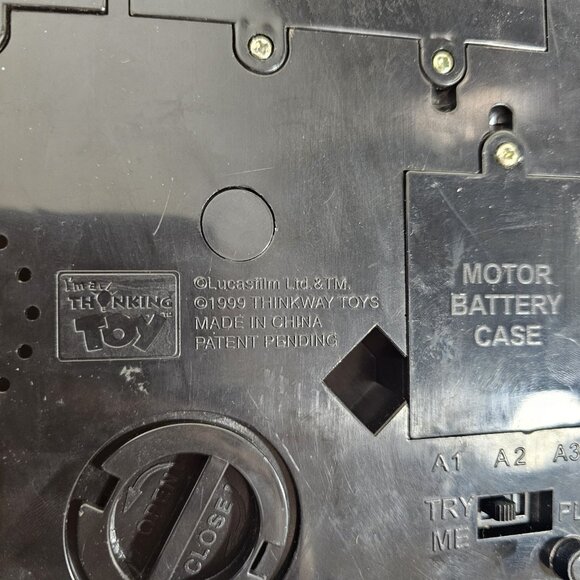 I'm a
THINKING
TOY
©Lucasfilm Ltd.&TM.
©1999 THINKWAY TOYS
MADE IN CHINA
PATENT PENDING
MOTOR
BATTERY
CASE
A1 A2 A3
TRY
ME
OPEN
CLOSE